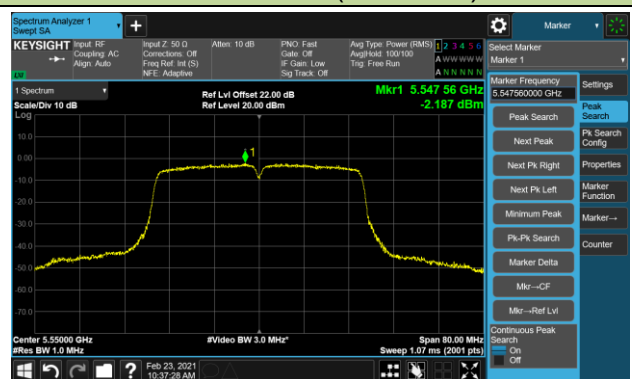 Spectrum Analyzer 1
Swept SA
+
Marker
KEYSIGHT
Input: RF
Coupling: AC
Align: Auto
Input Z: 50 Ω
Corrections: Off
Freq Ref: Int (S)
NFE: Adaptive
Atten: 10 dB
PNO: Fast
Gate: Off
IF Gain: Low
Sig Track: Off
Avg Type: Power (RMS)
Avg|Hold: 100/100
Trig: Free Run
1 2 3 4 5 6
A W W W W W
A N N N N N
Select Marker
Marker 1
LXI
1 Spectrum
Scale/Div 10 dB
Log
Ref Lvl Offset 22.00 dB
Ref Level 20.00 dBm
Mkr1 5.547 56 GHz
-2.187 dBm
10.0
0.00
-10.0
-20.0
-30.0
-40.0
-50.0
-60.0
-70.0
1
Center 5.55000 GHz
#Res BW 1.0 MHz
#Video BW 3.0 MHz*
Span 80.00 MHz
Sweep 1.07 ms (2001 pts)
Marker Frequency
5.547560000 GHz
Peak Search
Next Peak
Next Pk Right
Next Pk Left
Minimum Peak
Pk-Pk Search
Marker Delta
Mkr→CF
Mkr→Ref Lvl
Continuous Peak
Search
On
Off
Settings
Peak
Search
Pk Search
Config
Properties
Marker
Function
Marker→
Counter
?
Feb 23, 2021
10:37:28 AM